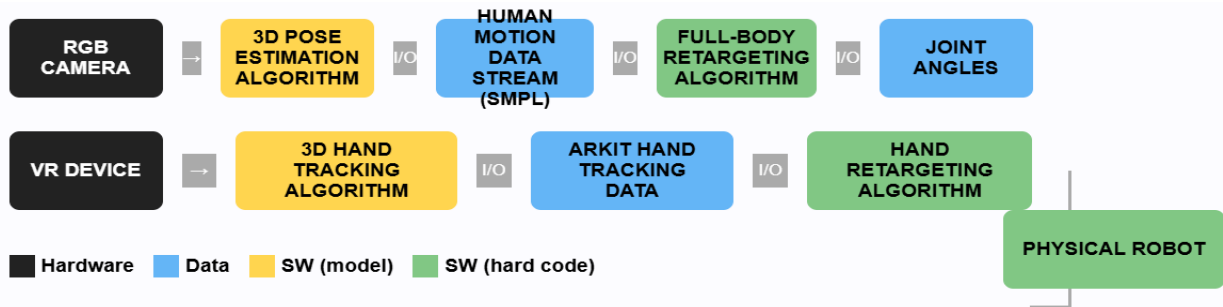 RGB
CAMERA
→
3D POSE
ESTIMATION
ALGORITHM
I/O
HUMAN
MOTION
DATA
STREAM
(SMPL)
I/O
FULL-BODY
RETARGETING
ALGORITHM
I/O
JOINT
ANGLES
VR DEVICE
→
3D HAND
TRACKING
ALGORITHM
I/O
ARKIT HAND
TRACKING
DATA
I/O
HAND
RETARGETING
ALGORITHM
PHYSICAL ROBOT
Hardware
Data
SW (model)
SW (hard code)